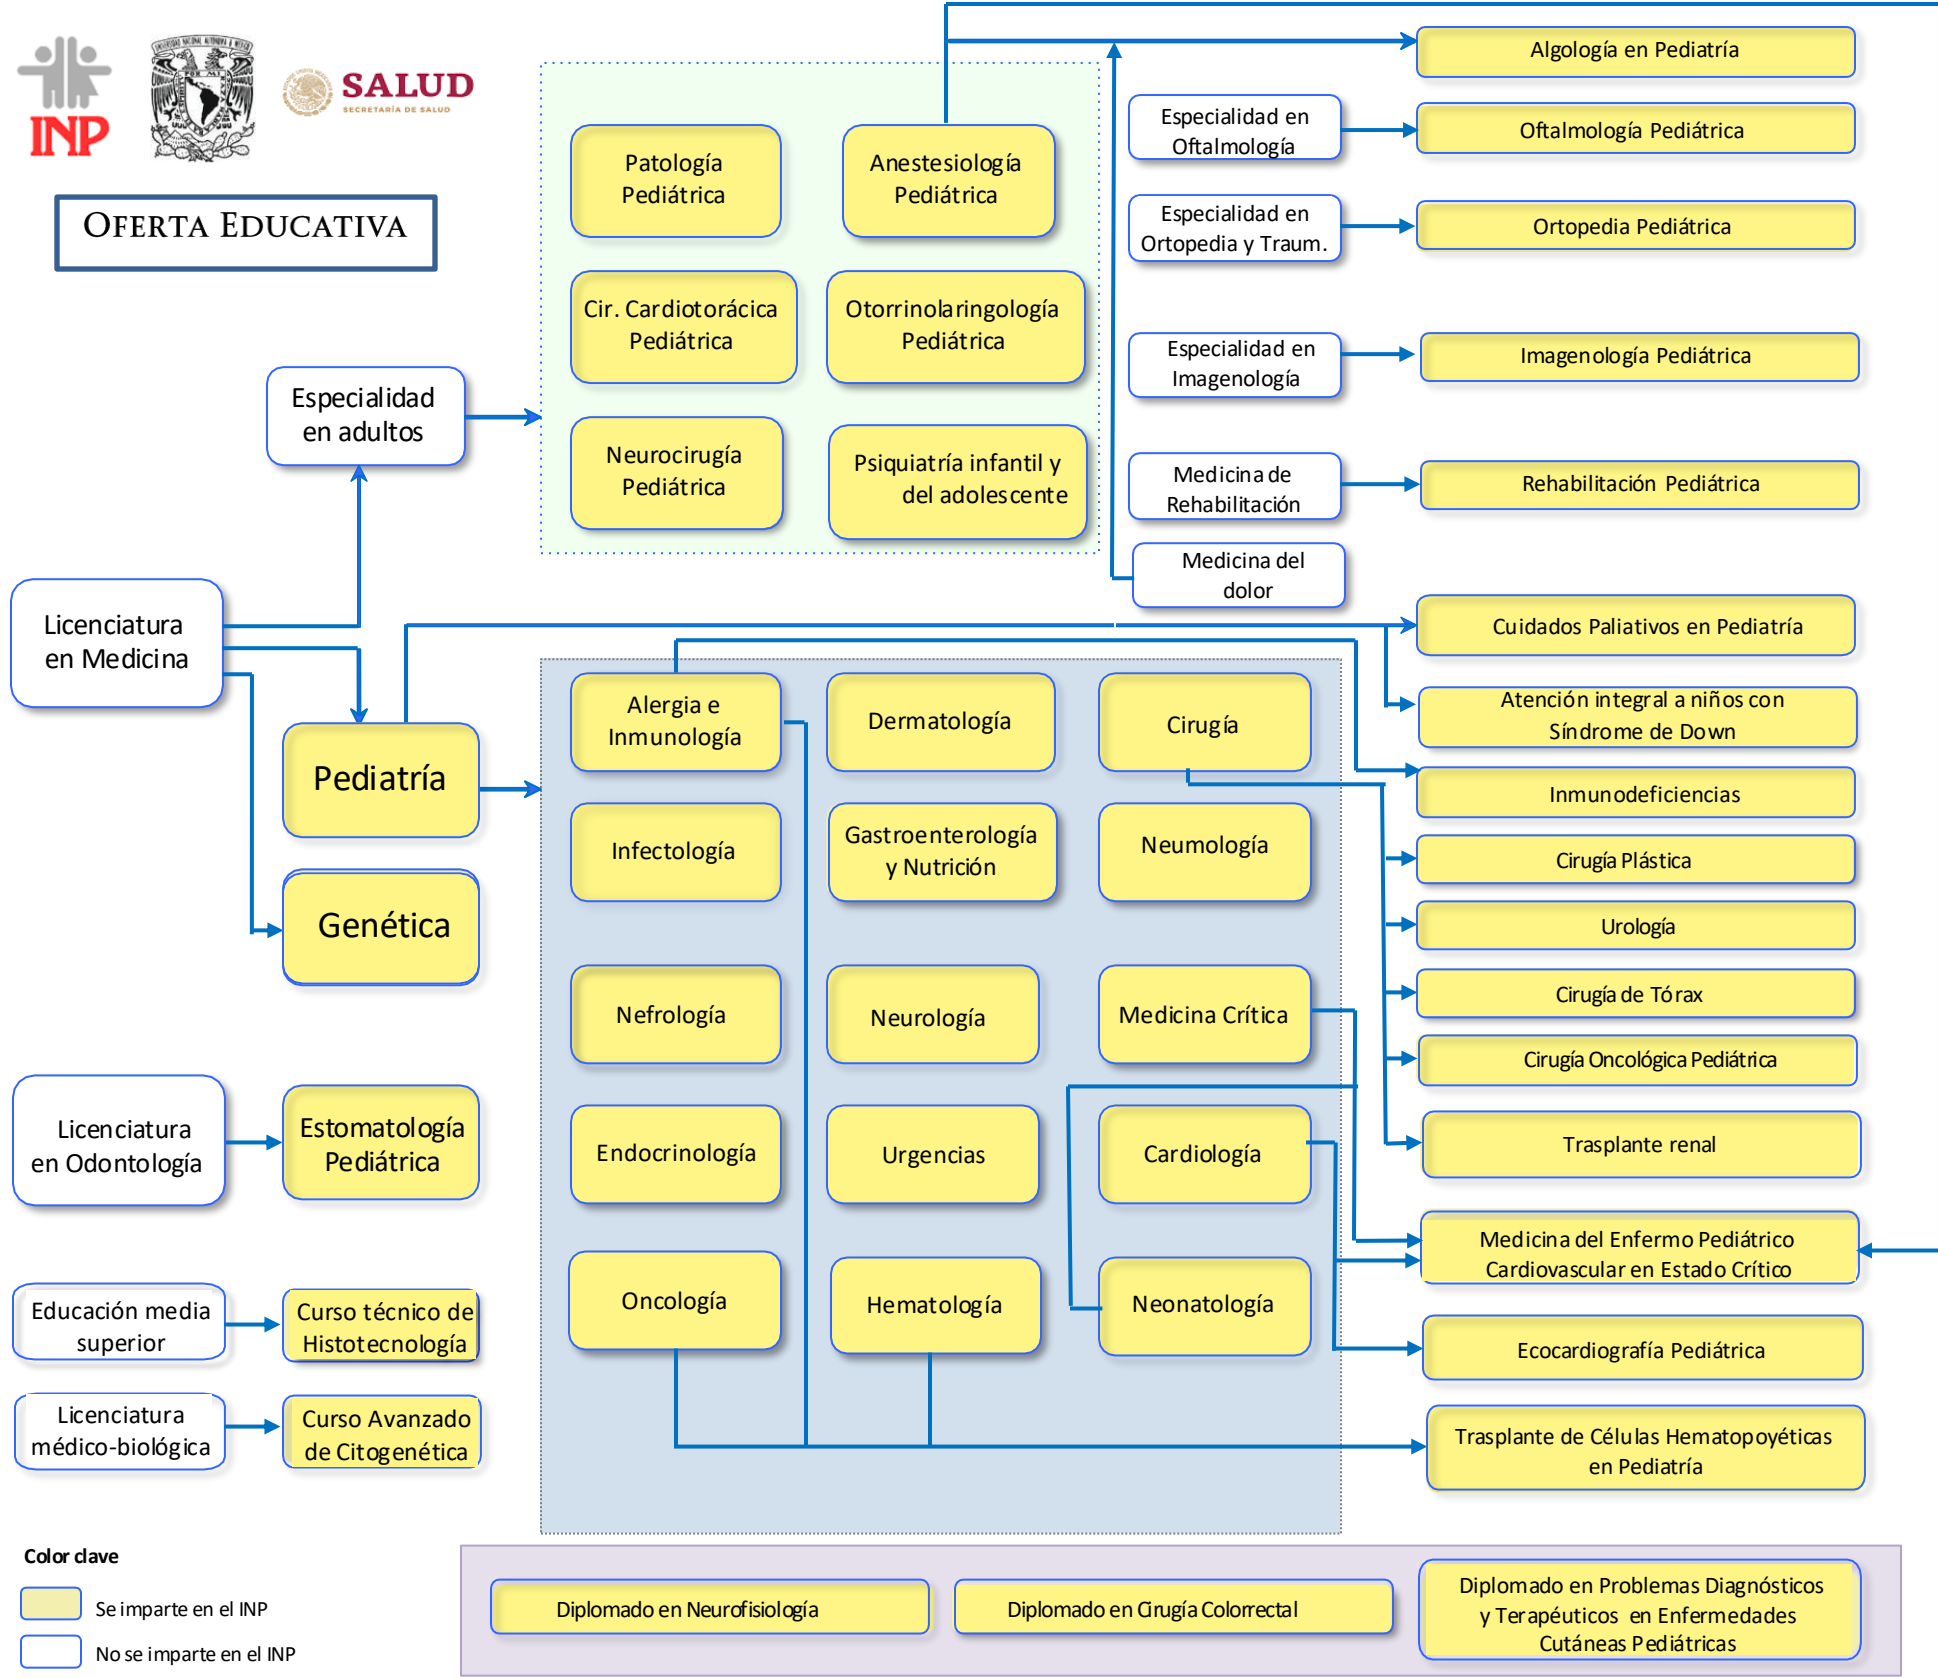 INP
SALUD
SECRETARÍA DE SALUD
OFERTA EDUCATIVA
Patología
Pediátrica
Anestesiología
Pediátrica
Cir. Cardiotorácica
Pediátrica
Otorrinolaringología
Pediátrica
Neurocirugía
Pediátrica
Psiquiatría infantil y
del adolescente
Algología en Pediatría
Especialidad en
Oftalmología
Oftalmología Pediátrica
Especialidad en
Ortopedia y Traum.
Ortopedia Pediátrica
Especialidad en
Imagenología
Imagenología Pediátrica
Medicina de
Rehabilitación
Rehabilitación Pediátrica
Medicina del
dolor
Especialidad
en adultos
Licenciatura
en Medicina
Pediatría
Genética
Licenciatura
en Odontología
Estomatología
Pediátrica
Educación media
superior
Curso técnico de
Histotecnología
Licenciatura
médico-biológica
Curso Avanzado
de Citogenética
Alergia e
Inmunología
Dermatología
Cirugía
Infectología
Gastroenterología
y Nutrición
Neumología
Nefrología
Neurología
Medicina Crítica
Endocrinología
Urgencias
Cardiología
Oncología
Hematología
Neonatología
Cuidados Paliativos en Pediatría
Atención integral a niños con
Síndrome de Down
Inmunodeficiencias
Cirugía Plástica
Urología
Cirugía de Tórax
Cirugía Oncológica Pediátrica
Trasplante renal
Medicina del Enfermo Pediátrico
Cardiovascular en Estado Crítico
Ecocardiografía Pediátrica
Trasplante de Células Hematopoyéticas
en Pediatría
Color clave
Se imparte en el INP
No se imparte en el INP
Diplomado en Neurofisiología
Diplomado en Cirugía Colorrectal
Diplomado en Problemas Diagnósticos
y Terapéuticos en Enfermedades
Cutáneas Pediátricas